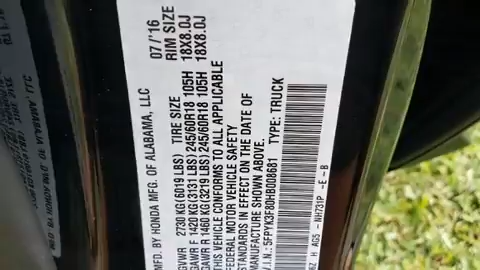 MFD. BY HONDA MFG. OF ALABAMA, LLC 07/'16
GVWR 2730 KG(6019 LBS) TIRE SIZE RIM SIZE
GAWR F 1420 KG(3131 LBS) 245/60R18 105H 18X8.0J
GAWR R 1460 KG(3219 LBS) 245/60R18 105H 18X8.0J
THIS VEHICLE CONFORMS TO ALL APPLICABLE
FEDERAL MOTOR VEHICLE SAFETY
STANDARDS IN EFFECT ON THE DATE OF
MANUFACTURE SHOWN ABOVE.
V.I.N.: 5FPYK3F80HB008681 TYPE: TRUCK
H AG5 - NH731P -E -B